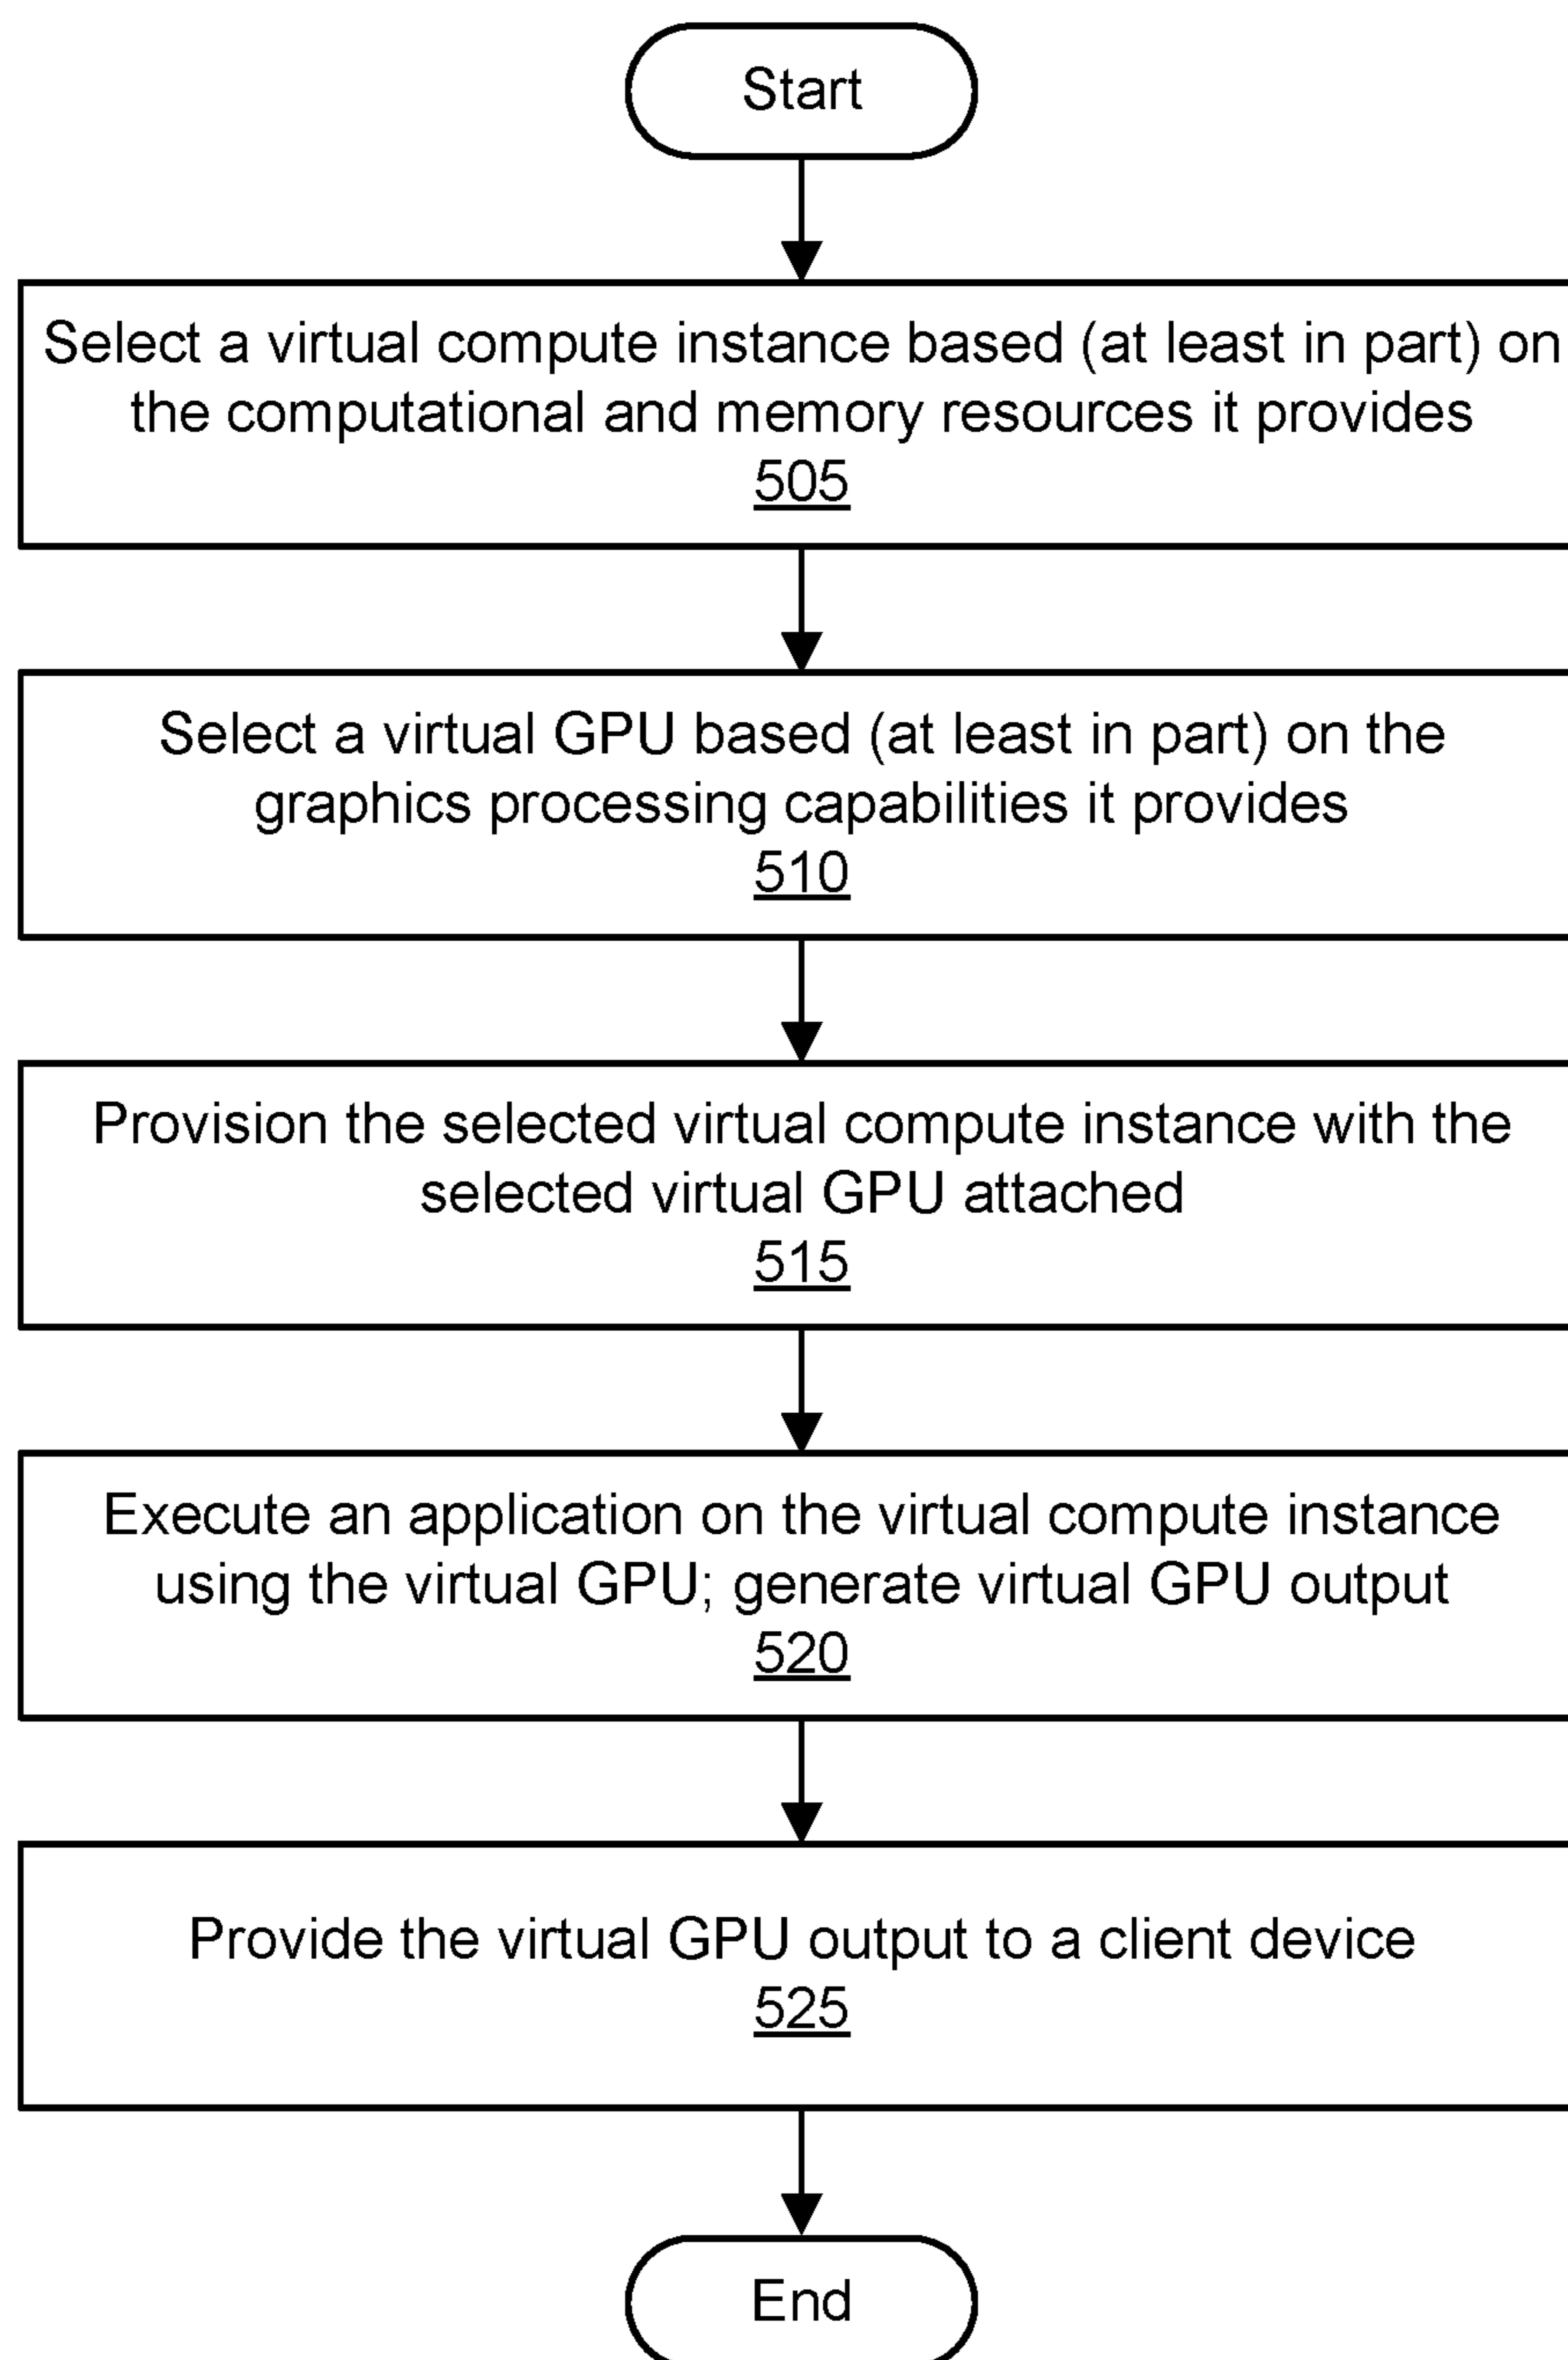 Start
Select a virtual compute instance based (at least in part) on
the computational and memory resources it provides
505
Select a virtual GPU based (at least in part) on the
graphics processing capabilities it provides
510
Provision the selected virtual compute instance with the
selected virtual GPU attached
515
Execute an application on the virtual compute instance
using the virtual GPU; generate virtual GPU output
520
Provide the virtual GPU output to a client device
525
End